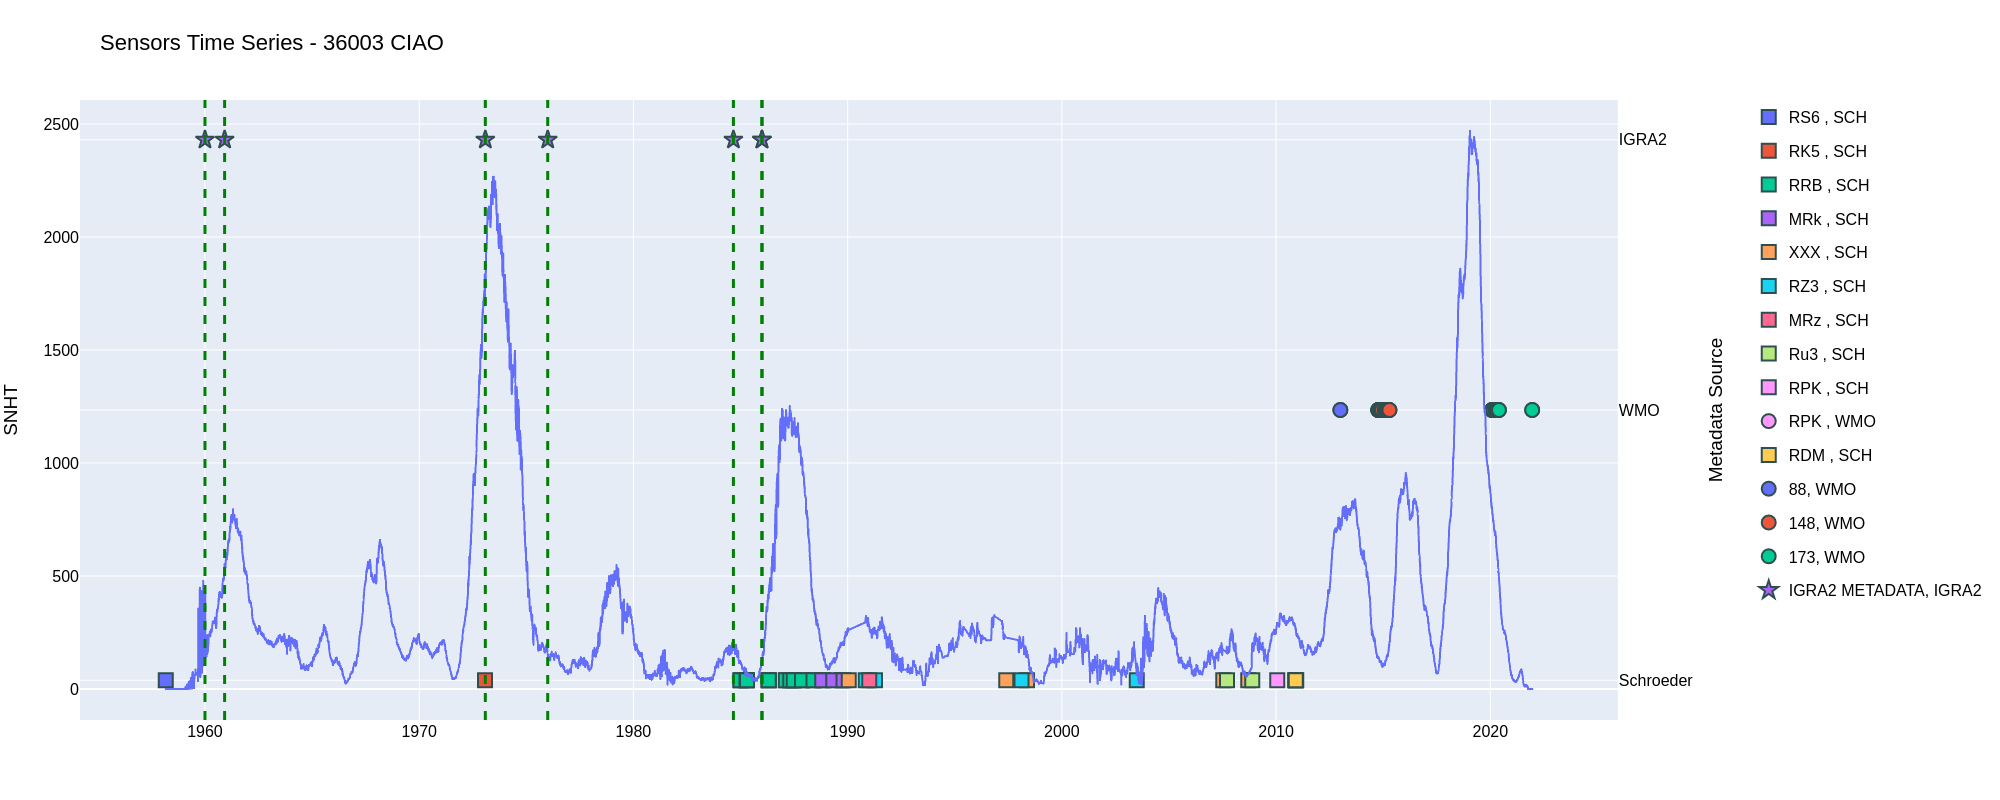 Sensors Time Series - 36003 CIAO
2500
2000
1500
1000
500
0
SNHT
1960
1970
1980
1990
2000
2010
2020
IGRA2
WMO
Schroeder
Metadata Source
RS6 , SCH
RK5 , SCH
RRB , SCH
MRk , SCH
XXX , SCH
RZ3 , SCH
MRz , SCH
Ru3 , SCH
RPK , SCH
RPK , WMO
RDM , SCH
88, WMO
148, WMO
173, WMO
IGRA2 METADATA, IGRA2